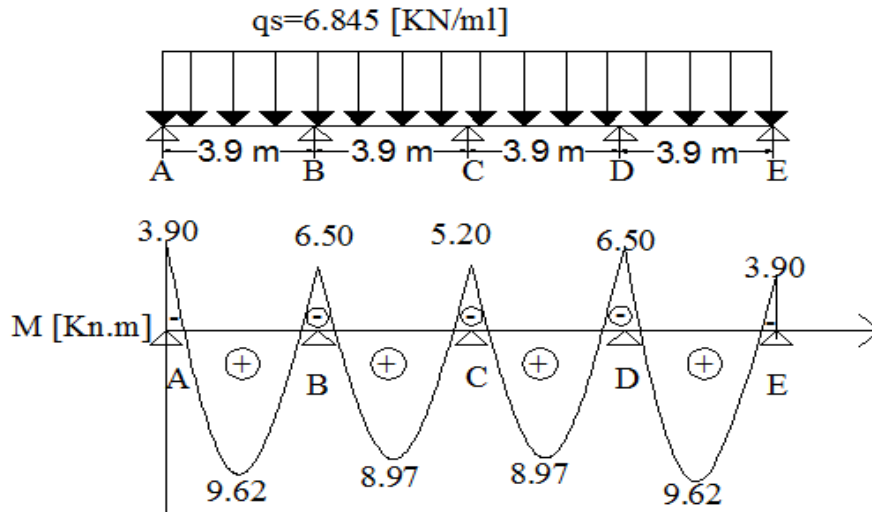 qs=6.845 [KN/ml]
3.9 m 3.9 m 3.9 m 3.9 m
A B C D E
3.90 6.50 5.20 6.50 3.90
- - - - -
M [Kn.m]
+ + + +
A B C D E
9.62 8.97 8.97 9.62